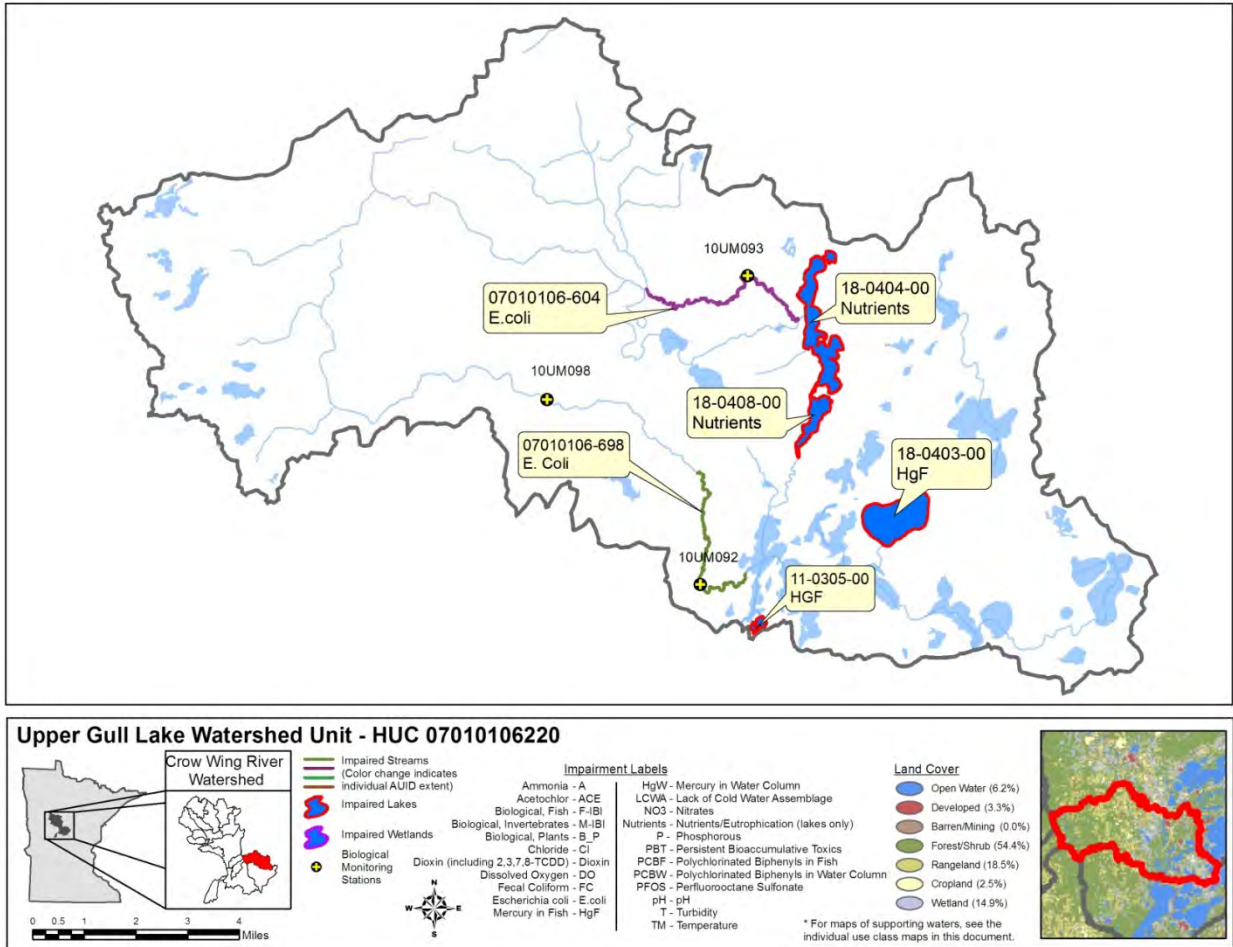 10UM093
18-0404-00
Nutrients
07010106-604
E.coli
10UM098
18-0408-00
Nutrients
07010106-698
E. Coli
18-0403-00
HgF
10UM092
11-0305-00
HGF
Upper Gull Lake Watershed Unit - HUC 07010106220
Crow Wing River
Watershed
0 0.5 1 2 3 4
Miles
Impaired Streams
(Color change indicates
individual AUID extent)
Impaired Lakes
Impaired Wetlands
Biological
Monitoring
Stations
N
W E
S
Impairment Labels
Ammonia - A
Acetochlor - ACE
Biological, Fish - F-IBI
Biological, Invertebrates - M-IBI
Biological, Plants - B_P
Chloride - Cl
Dioxin (including 2,3,7,8-TCDD) - Dioxin
Dissolved Oxygen - DO
Fecal Coliform - FC
Escherichia coli - E.coli
Mercury in Fish - HgF
HgW - Mercury in Water Column
LCWA - Lack of Cold Water Assemblage
NO3 - Nitrates
Nutrients - Nutrients/Eutrophication (lakes only)
P - Phosphorous
PBT - Persistent Bioaccumulative Toxics
PCBF - Polychlorinated Biphenyls in Fish
PCBW - Polychlorinated Biphenyls in Water Column
PFOS - Perfluorooctane Sulfonate
pH - pH
T - Turbidity
TM - Temperature
Land Cover
Open Water (6.2%)
Developed (3.3%)
Barren/Mining (0.0%)
Forest/Shrub (54.4%)
Rangeland (18.5%)
Cropland (2.5%)
Wetland (14.9%)
* For maps of supporting waters, see the
individual use class maps in this document.